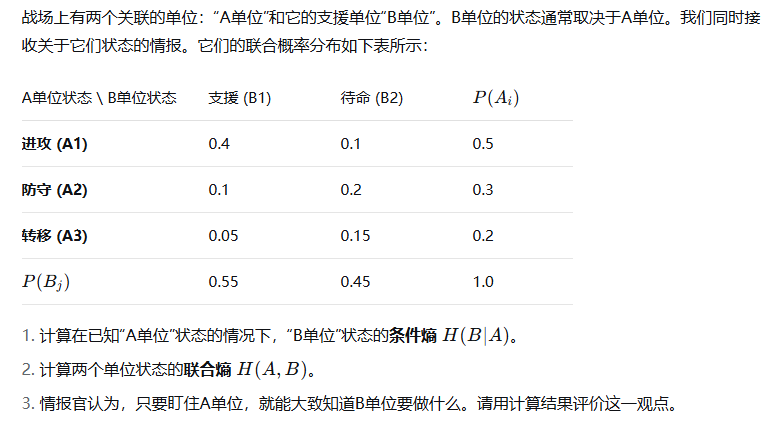 战场上有两个关联的单位：“A单位”和它的支援单位“B单位”。B单位的状态通常取决于A单位。我们同时接
收关于它们状态的情报。它们的联合概率分布如下表所示：
A单位状态 \ B单位状态 支援 (B1) 待命 (B2) P(A_i)
进攻 (A1) 0.4 0.1 0.5
防守 (A2) 0.1 0.2 0.3
转移 (A3) 0.05 0.15 0.2
P(B_j) 0.55 0.45 1.0
1. 计算在已知“A单位”状态的情况下，“B单位”状态的条件熵 H(B|A)。
2. 计算两个单位状态的联合熵 H(A, B)。
3. 情报官认为，只要盯住A单位，就能大致知道B单位要做什么。请用计算结果评价这一观点。